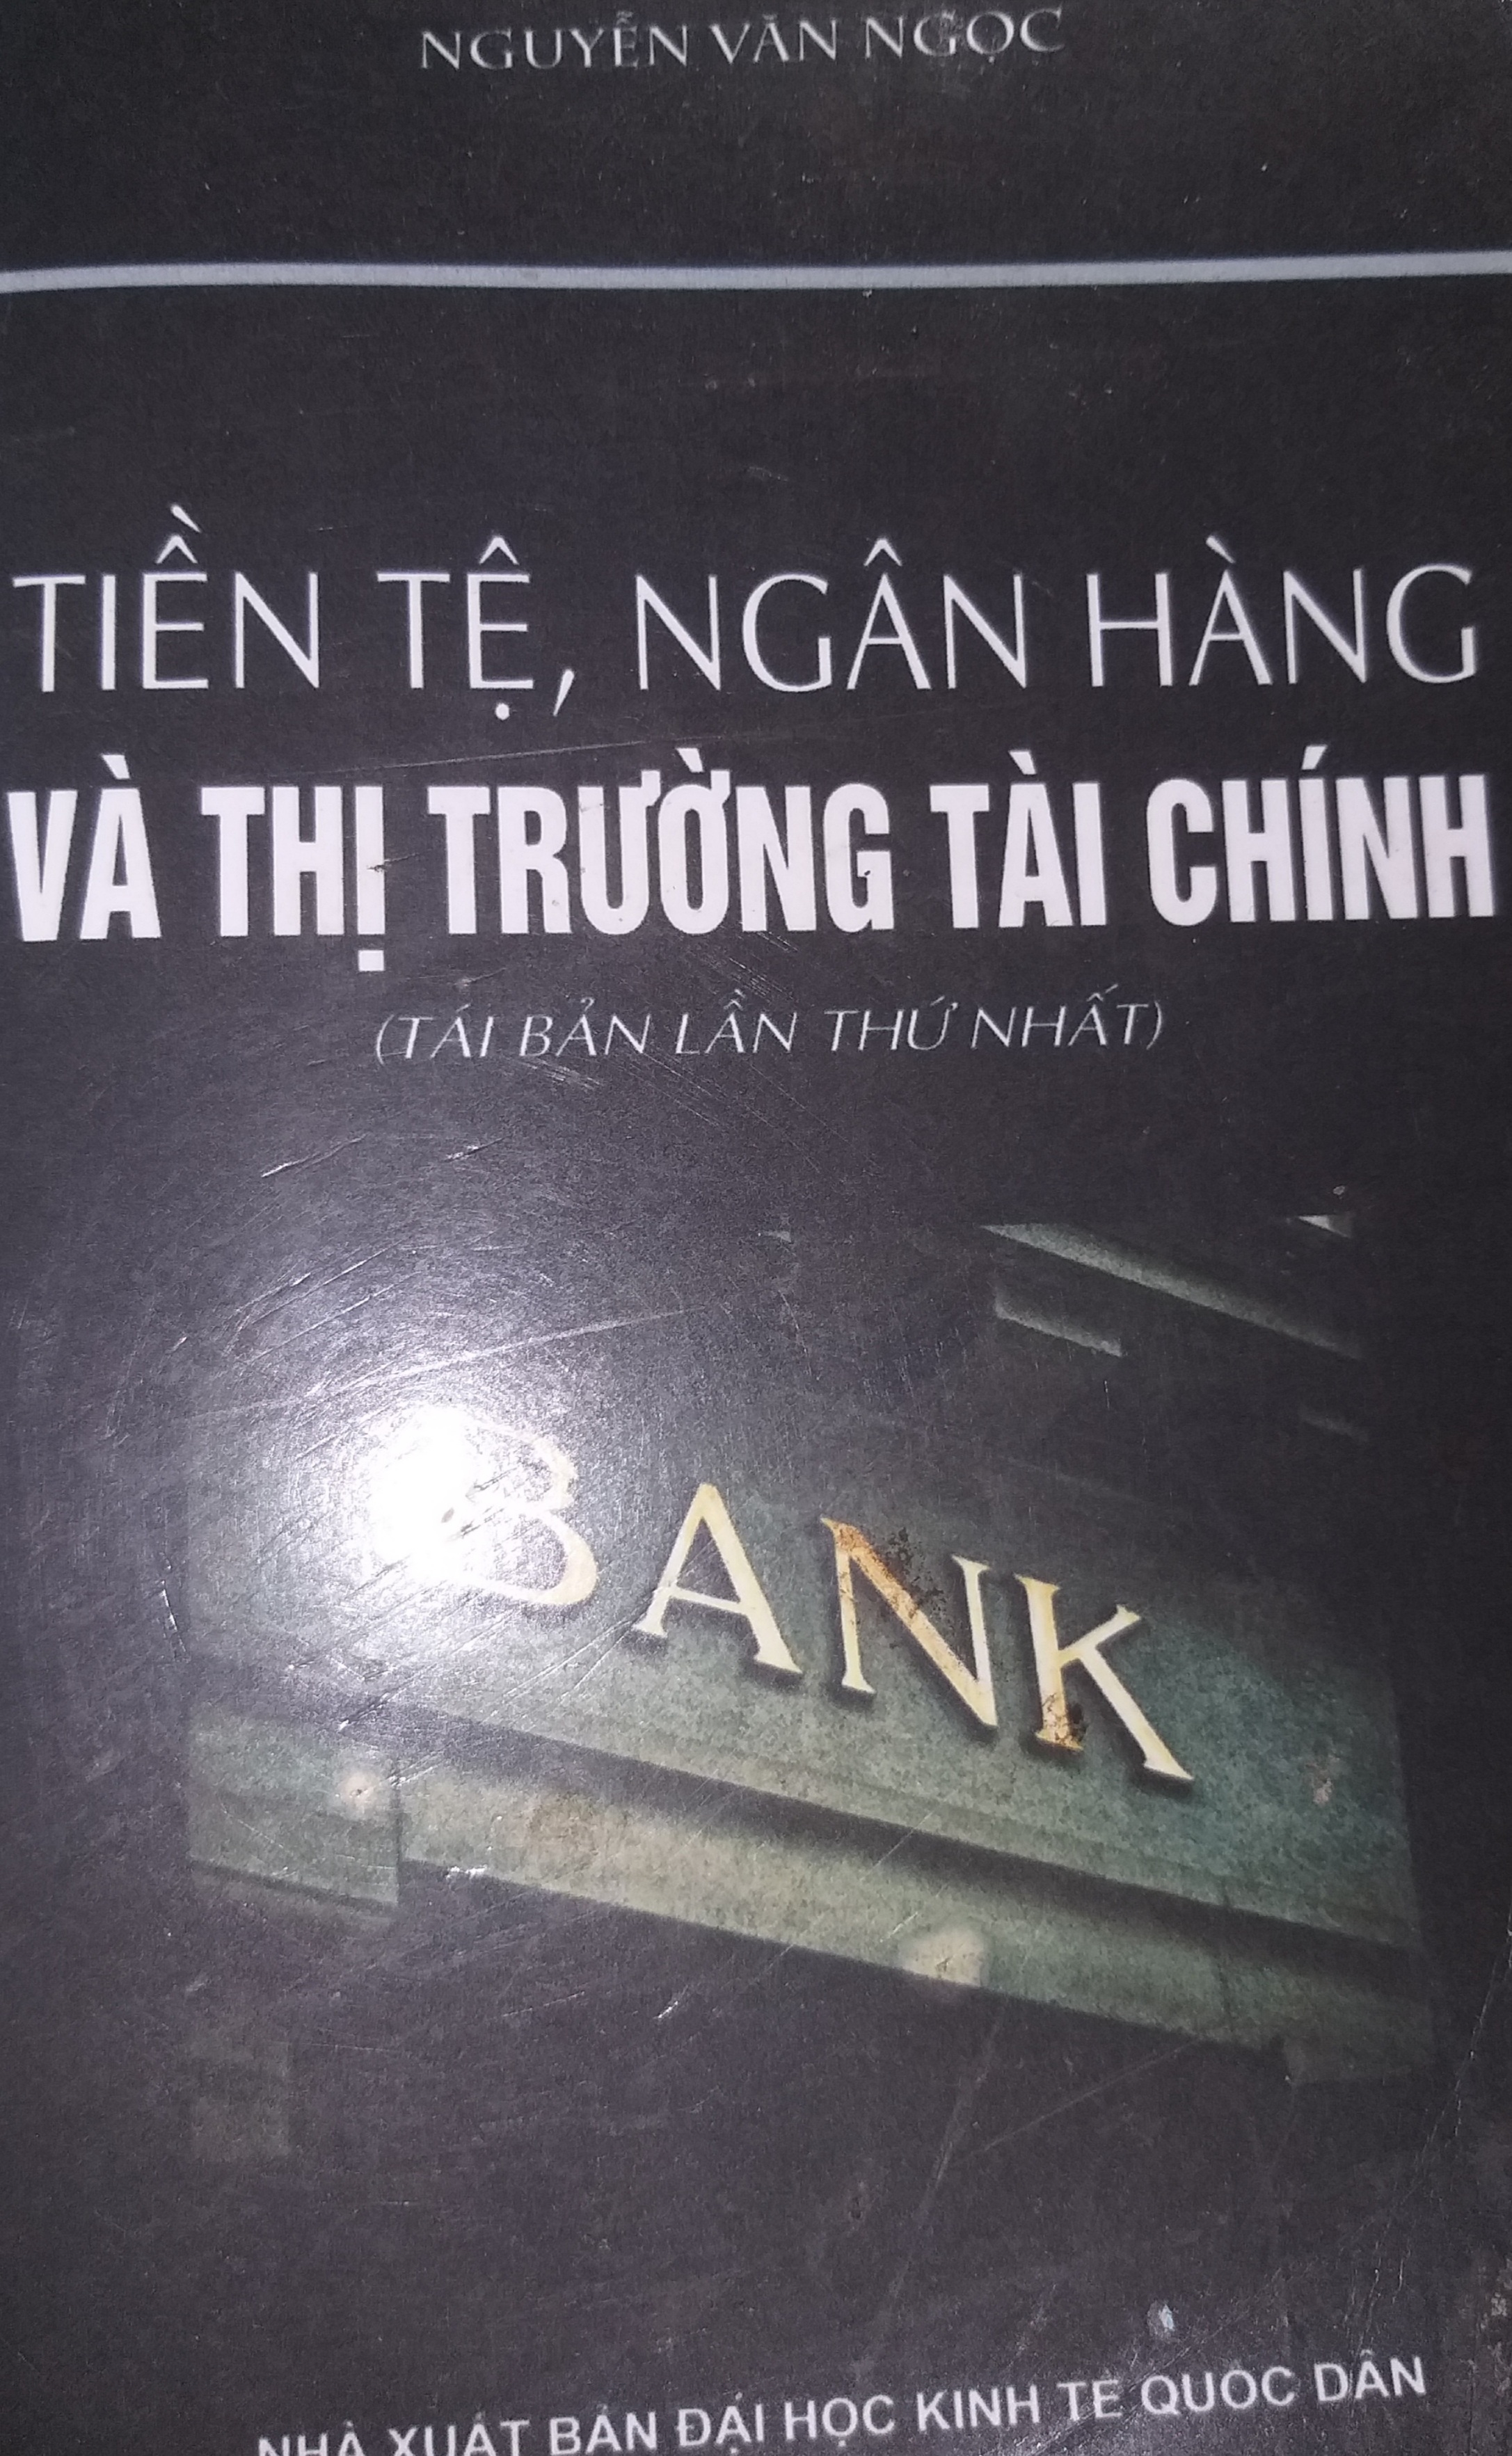 NGUYỄN VĂN NGỌC
TIỀN TỆ, NGÂN HÀNG
VÀ THỊ TRƯỜNG TÀI CHÍNH
(TÁI BẢN LẦN THỨ NHẤT)
BANK
NHÀ XUẤT BẢN ĐẠI HỌC KINH TẾ QUỐC DÂN